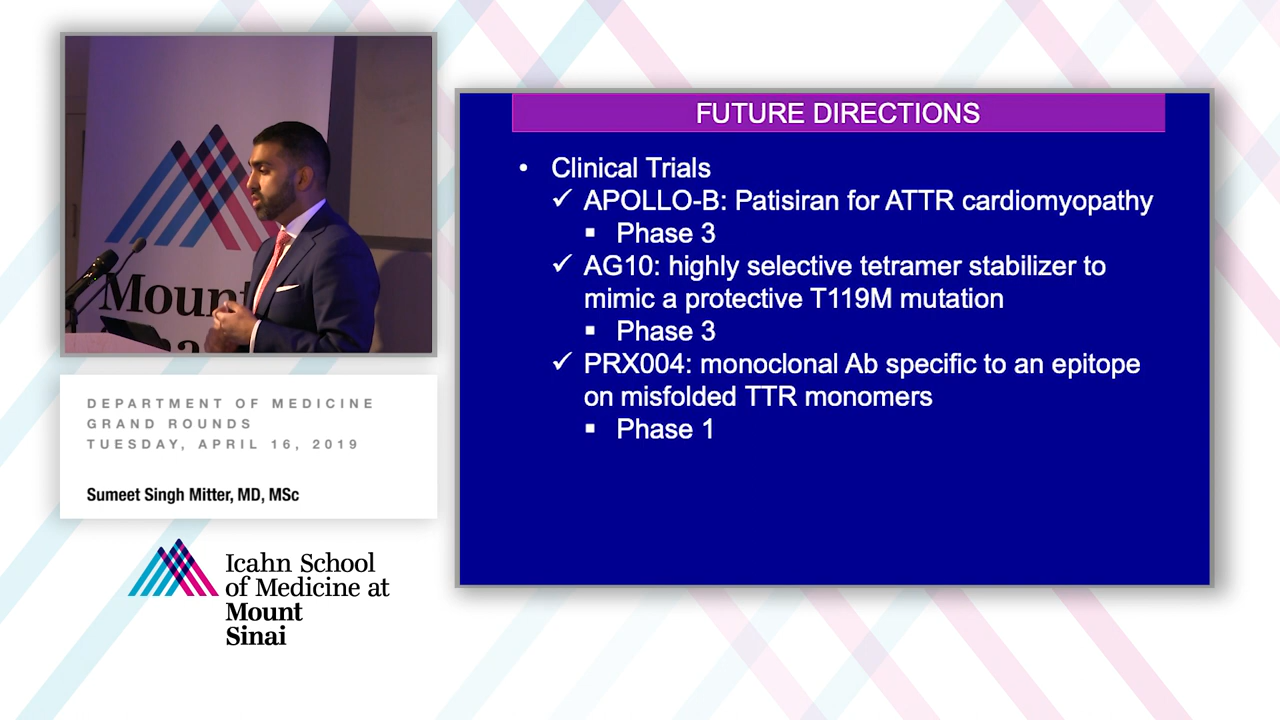 Mount
DEPARTMENT OF MEDICINE
GRAND ROUNDS
TUESDAY, APRIL 16, 2019
Sumeet Singh Mitter, MD, MSc
Icahn School
of Medicine at
Mount
Sinai
FUTURE DIRECTIONS
• Clinical Trials
✓ APOLLO-B: Patisiran for ATTR cardiomyopathy
▪ Phase 3
✓ AG10: highly selective tetramer stabilizer to
mimic a protective T119M mutation
▪ Phase 3
✓ PRX004: monoclonal Ab specific to an epitope
on misfolded TTR monomers
▪ Phase 1